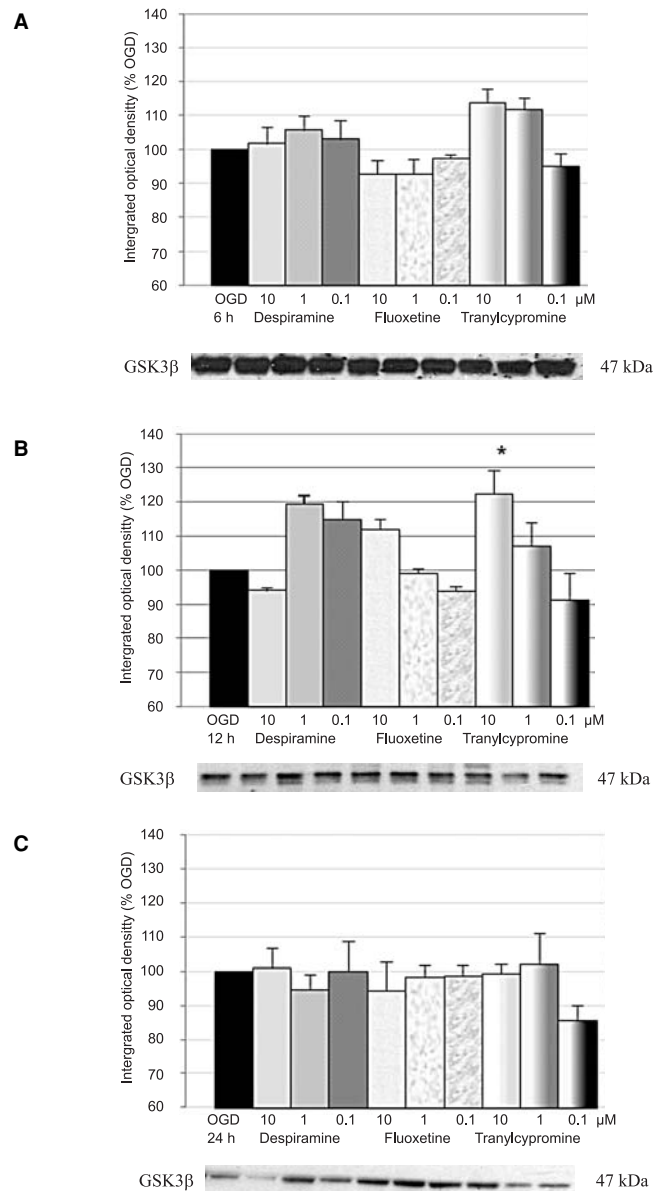 A
Intergrated optical densitty (% OGD)
140
130
120
110
100
90
80
70
60
OGD 10 1 0.1 10 1 0.1 10 1 0.1 µM
6 h Despiramine Fluoxetine Tranylcypromine
GSK3β 47 kDa
B
Intergrated optical densitty (% OGD)
140
130
120
110
100
90
80
70
60
*
OGD 10 1 0.1 10 1 0.1 10 1 0.1 µM
12 h Despiramine Fluoxetine Tranylcypromine
GSK3β 47 kDa
C
Intergrated optical densitty (% OGD)
140
130
120
110
100
90
80
70
60
OGD 10 1 0.1 10 1 0.1 10 1 0.1 µM
24 h Despiramine Fluoxetine Tranylcypromine
GSK3β 47 kDa